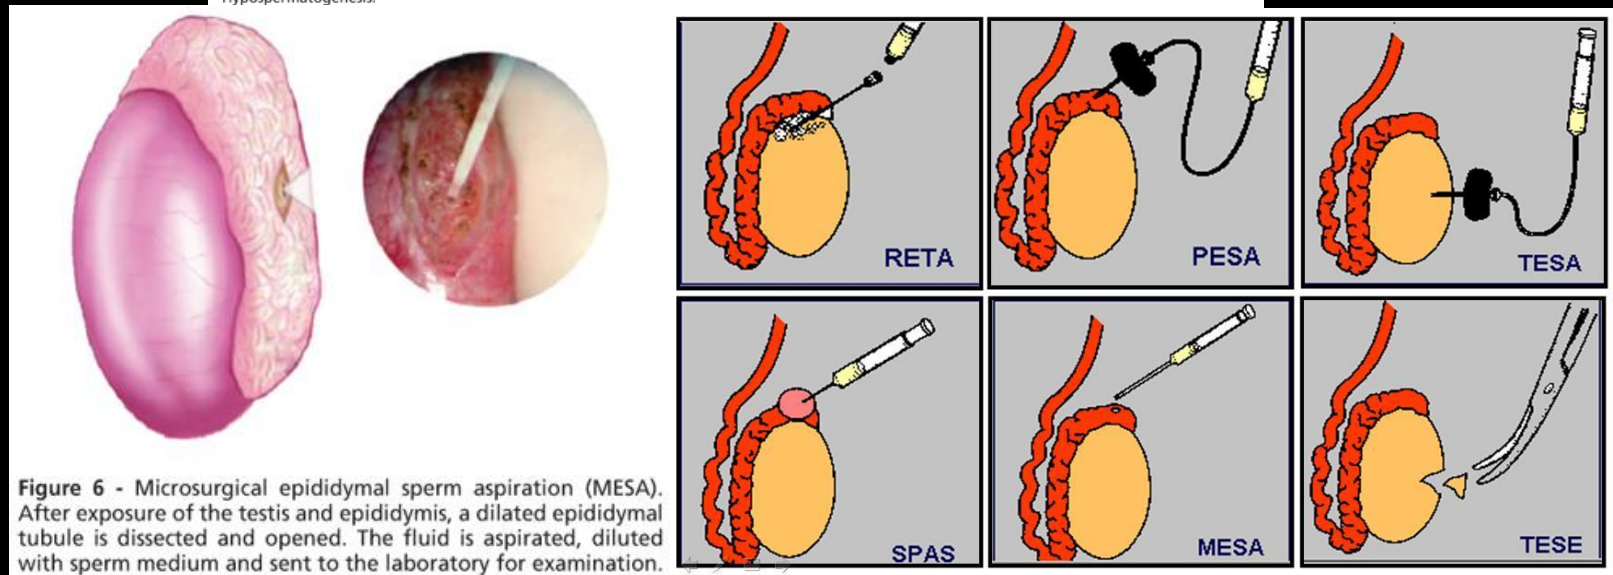 Hypospermatogenesis.
Figure 6 - Microsurgical epididymal sperm aspiration (MESA).
After exposure of the testis and epididymis, a dilated epididymal
tubule is dissected and opened. The fluid is aspirated, diluted
with sperm medium and sent to the laboratory for examination.
RETA
PESA
TESA
SPAS
MESA
TESE